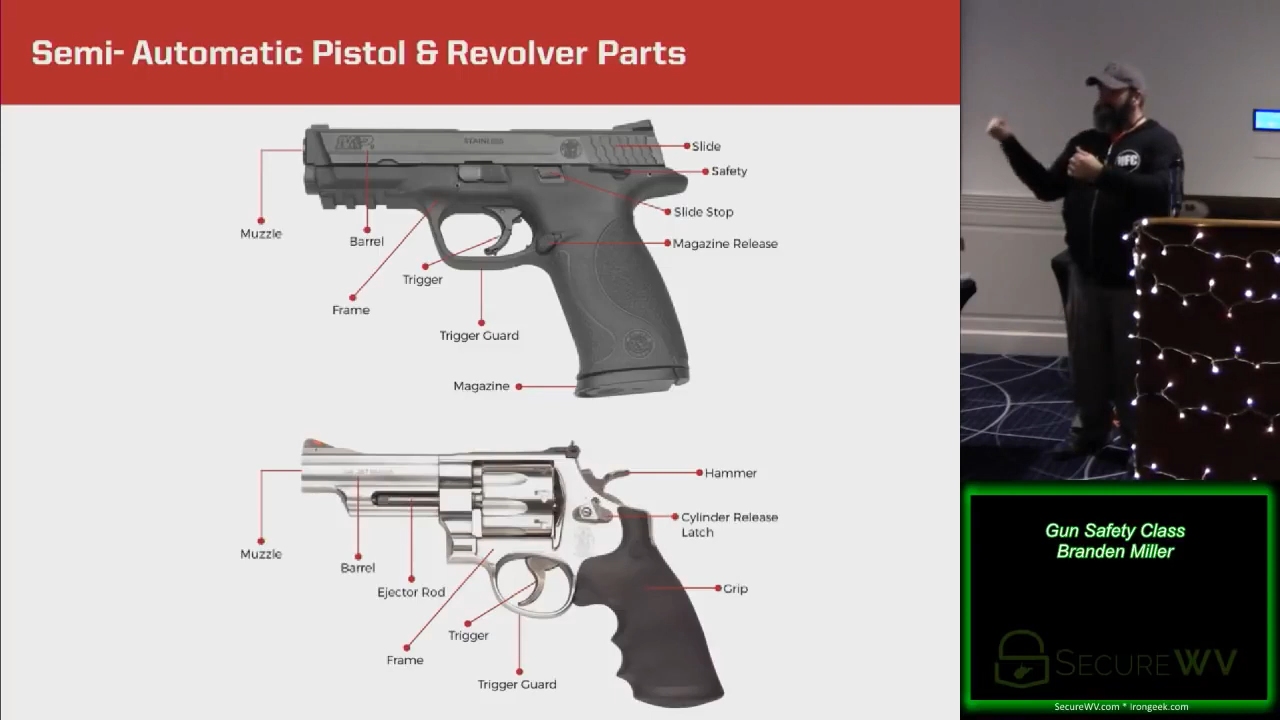 Semi- Automatic Pistol & Revolver Parts
M&P
STAINLESS
Slide
Safety
Slide Stop
Magazine Release
Muzzle
Barrel
Trigger
Frame
Trigger Guard
Magazine
Hammer
Cylinder Release
Latch
Muzzle
Barrel
Ejector Rod
Grip
Trigger
Frame
Trigger Guard
Gun Safety Class
Branden Miller
SECUREWV
SecureWV.com * Irongeek.com